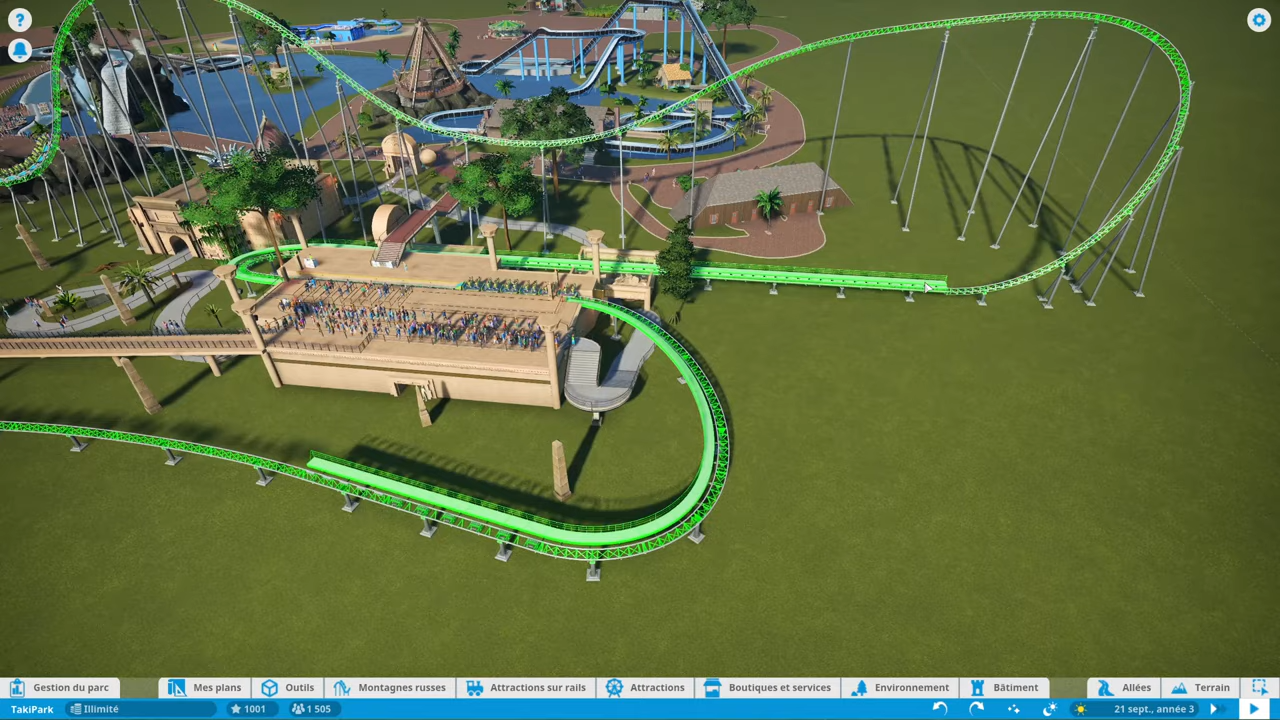 ?
Gestion du parc
Mes plans
Outils
Montagnes russes
Attractions sur rails
Attractions
Boutiques et services
Environnement
Bâtiment
Allées
Terrain
TakiPark
Illimité
1001
1 505
21 sept., année 3